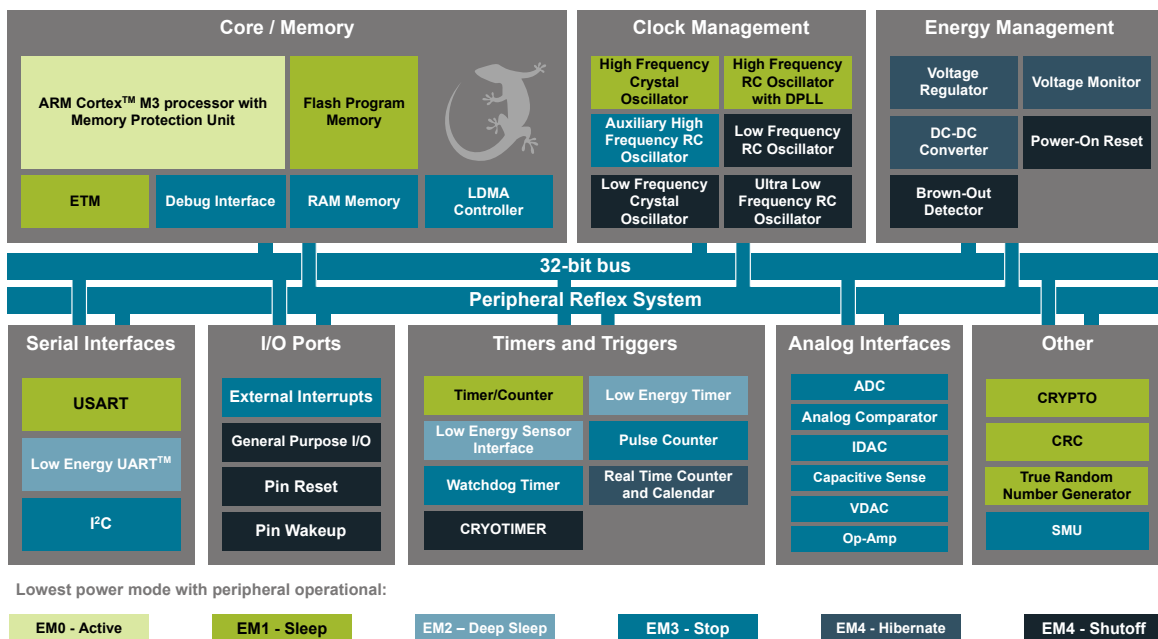 Core / Memory
ARM Cortex™ M3 processor with
Memory Protection Unit
Flash Program
Memory
ETM
Debug Interface
RAM Memory
LDMA
Controller
Clock Management
High Frequency
Crystal
Oscillator
High Frequency
RC Oscillator
with DPLL
Auxiliary High
Frequency RC
Oscillator
Low Frequency
RC Oscillator
Low Frequency
Crystal
Oscillator
Ultra Low
Frequency RC
Oscillator
Energy Management
Voltage
Regulator
Voltage Monitor
DC-DC
Converter
Power-On Reset
Brown-Out
Detector
32-bit bus
Peripheral Reflex System
Serial Interfaces
USART
Low Energy UART™
I²C
I/O Ports
External Interrupts
General Purpose I/O
Pin Reset
Pin Wakeup
Timers and Triggers
Timer/Counter
Low Energy Timer
Low Energy Sensor
Interface
Pulse Counter
Watchdog Timer
Real Time Counter
and Calendar
CRYOTIMER
Analog Interfaces
ADC
Analog Comparator
IDAC
Capacitive Sense
VDAC
Op-Amp
Other
CRYPTO
CRC
True Random
Number Generator
SMU
Lowest power mode with peripheral operational:
EM0 - Active
EM1 - Sleep
EM2 – Deep Sleep
EM3 - Stop
EM4 - Hibernate
EM4 - Shutoff